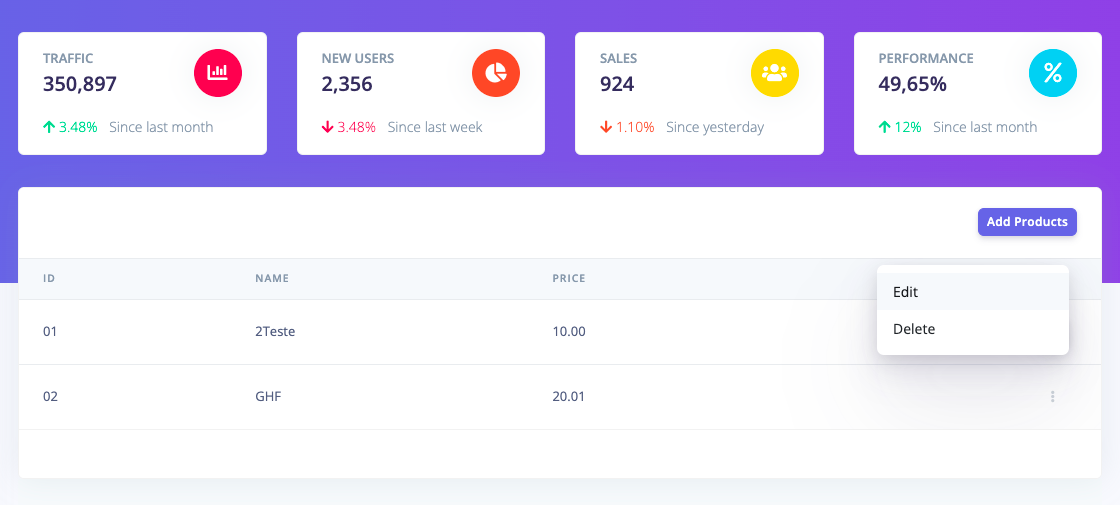 TRAFFIC
350,897
3.48% Since last month
NEW USERS
2,356
3.48% Since last week
SALES
924
1.10% Since yesterday
PERFORMANCE
49,65%
12% Since last month
Add Products
ID NAME PRICE
Edit
Delete
01 2Teste 10.00
02 GHF 20.01